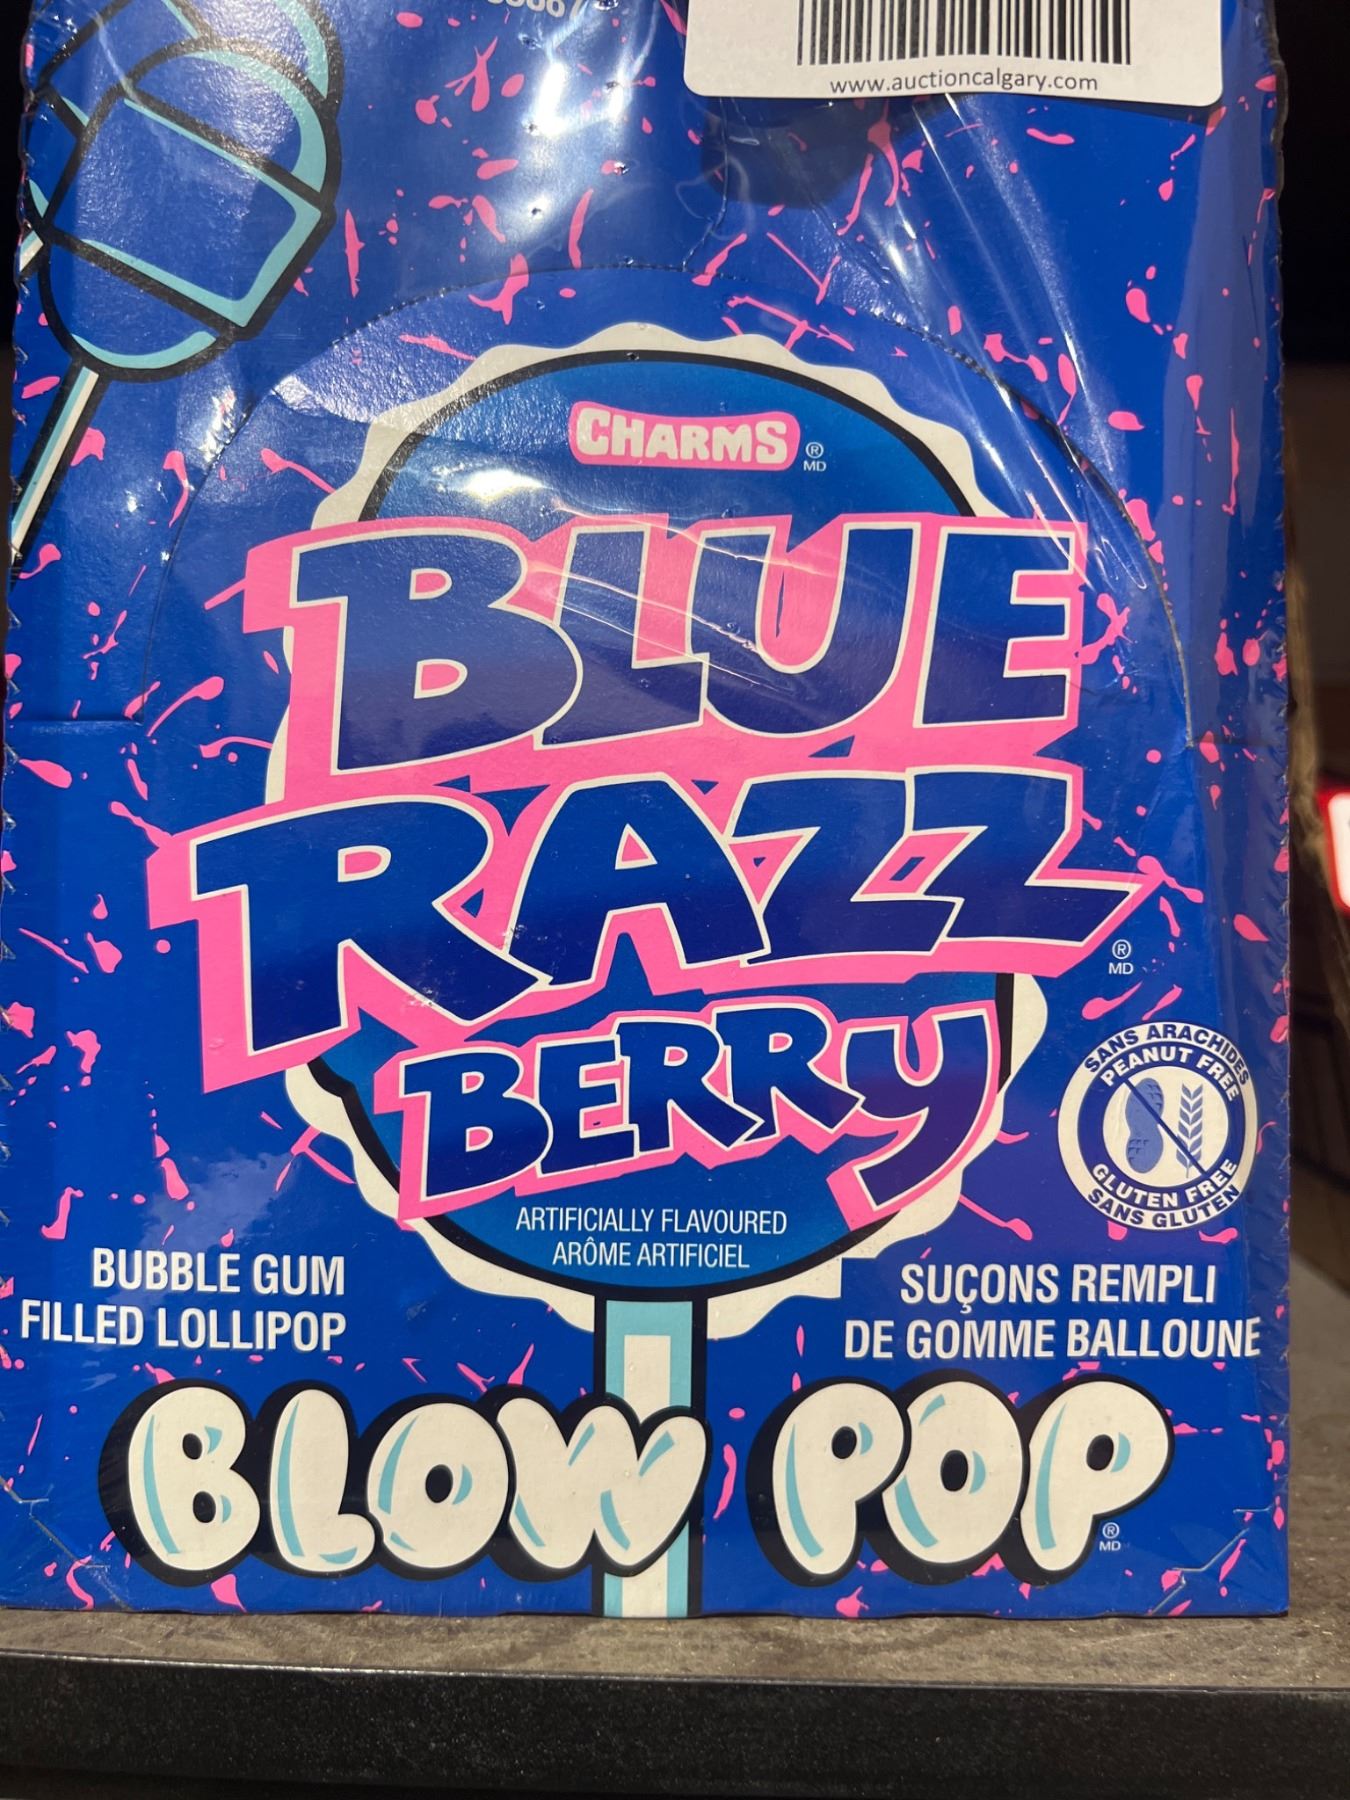 www.auctioncalgary.com
CHARMS ® MD
BLUE
RAZZ
® MD
BERRY
SANS ARACHIDES
PEANUT FREE
GLUTEN FREE
SANS GLUTEN
ARTIFICIALLY FLAVOURED
ARÔME ARTIFICIEL
BUBBLE GUM
FILLED LOLLIPOP
SUÇONS REMPLI
DE GOMME BALLOUNE
BLOW POP
® MD